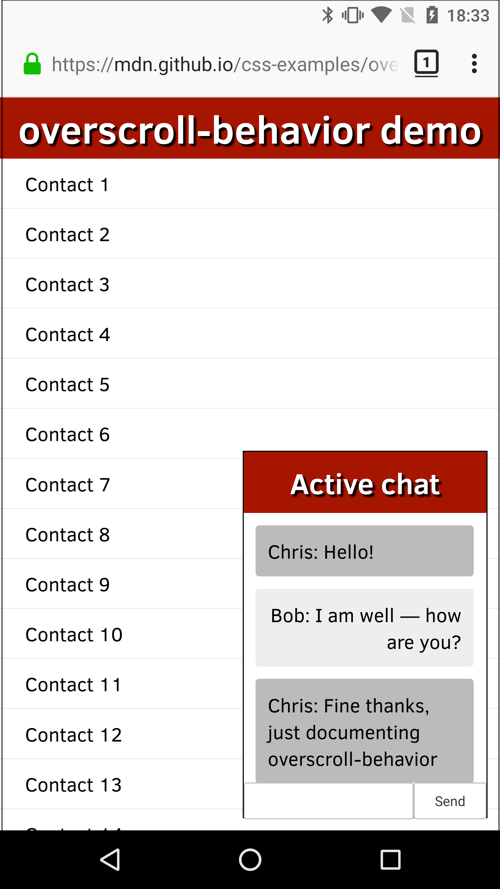 18:33
https://mdn.github.io/css-examples/ove
1
overscroll-behavior demo
Contact 1
Contact 2
Contact 3
Contact 4
Contact 5
Contact 6
Contact 7
Contact 8
Contact 9
Contact 10
Contact 11
Contact 12
Contact 13
Active chat
Chris: Hello!
Bob: I am well — how
are you?
Chris: Fine thanks,
just documenting
overscroll-behavior
Send